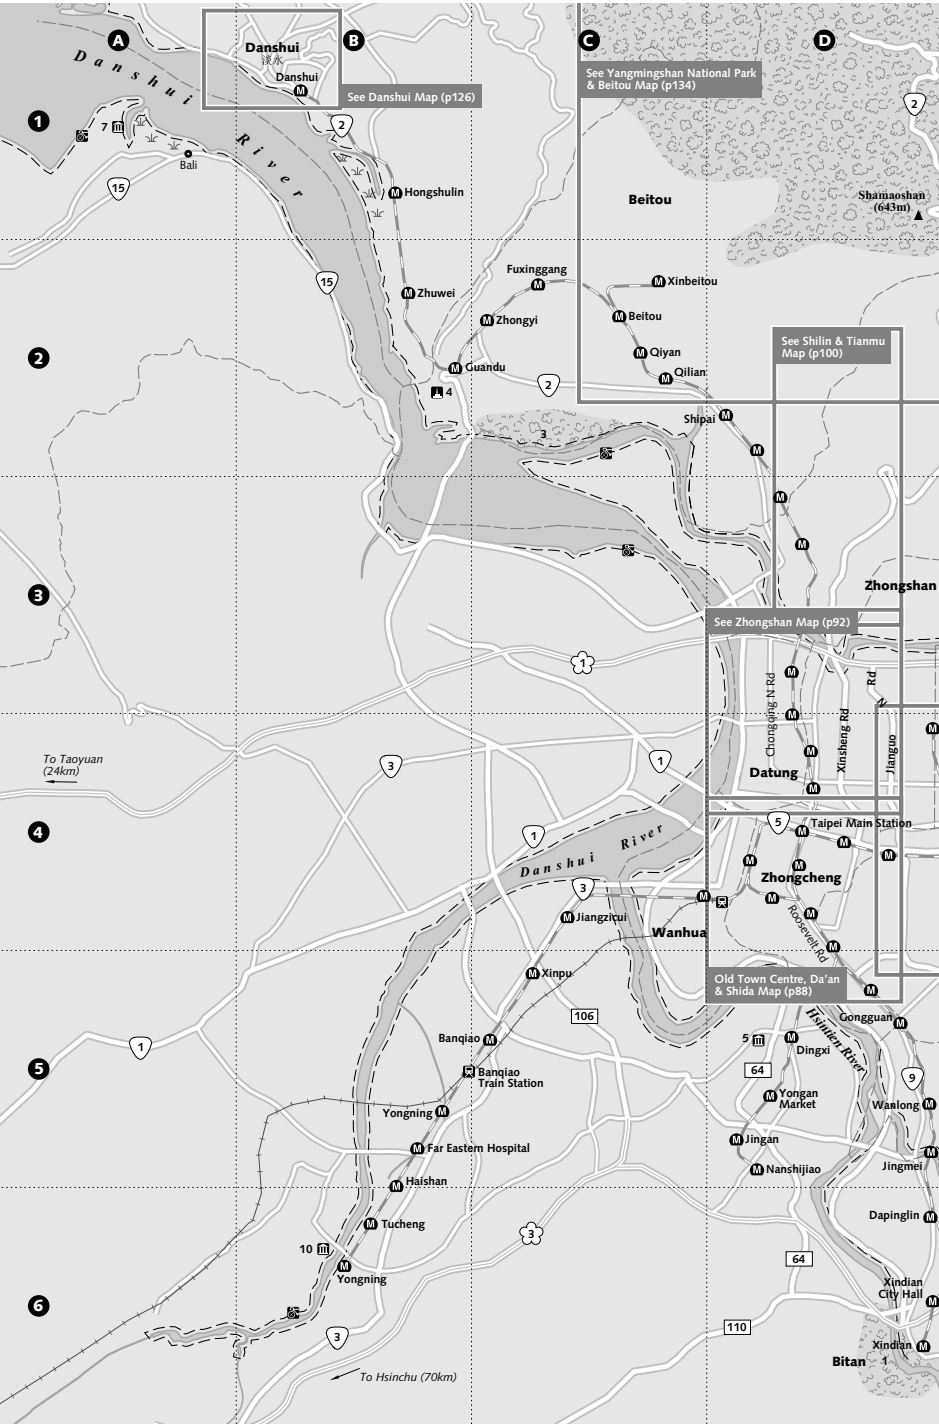 A
B
C
D
Danshui
Danshui
淡水
Danshui
See Danshui Map (p126)
See Yangmingshan National Park
& Beitou Map (p134)
2
1
7
2
River
Bali
15
Hongshulin
Beitou
Shamaoshan
(643m)
Fuxinggang
Xinbeitou
15
Zhuwei
Zhongyi
Beitou
See Shilin & Tianmu
Map (p100)
2
Qiyan
Guandu
Qilian
2
4
Shipai
3
3
Zhongshan
See Zhongshan Map (p92)
1
Rd
N
Chongqing N Rd
Xinsheng Rd
Jianguo
To Taoyuan
(24km)
3
1
Datung
4
1
5
Taipei Main Station
Danshui River
Zhongcheng
3
Jiangzicui
Wanhua
Roosevelt Rd
Xinpu
Old Town Centre, Da'an
& Shida Map (p88)
106
Hsintien River
Gongguan
5
1
Banqiao
5
Dingxi
Banqiao
Train Station
64
9
Yongning
Yongan
Market
Wanlong
Far Eastern Hospital
Jingan
Jingmei
Nanshijiao
Haishan
Tucheng
Dapinglin
3
10
64
Yongning
Xindian
City Hall
6
3
110
Xindian
Bitan
1
To Hsinchu (70km)